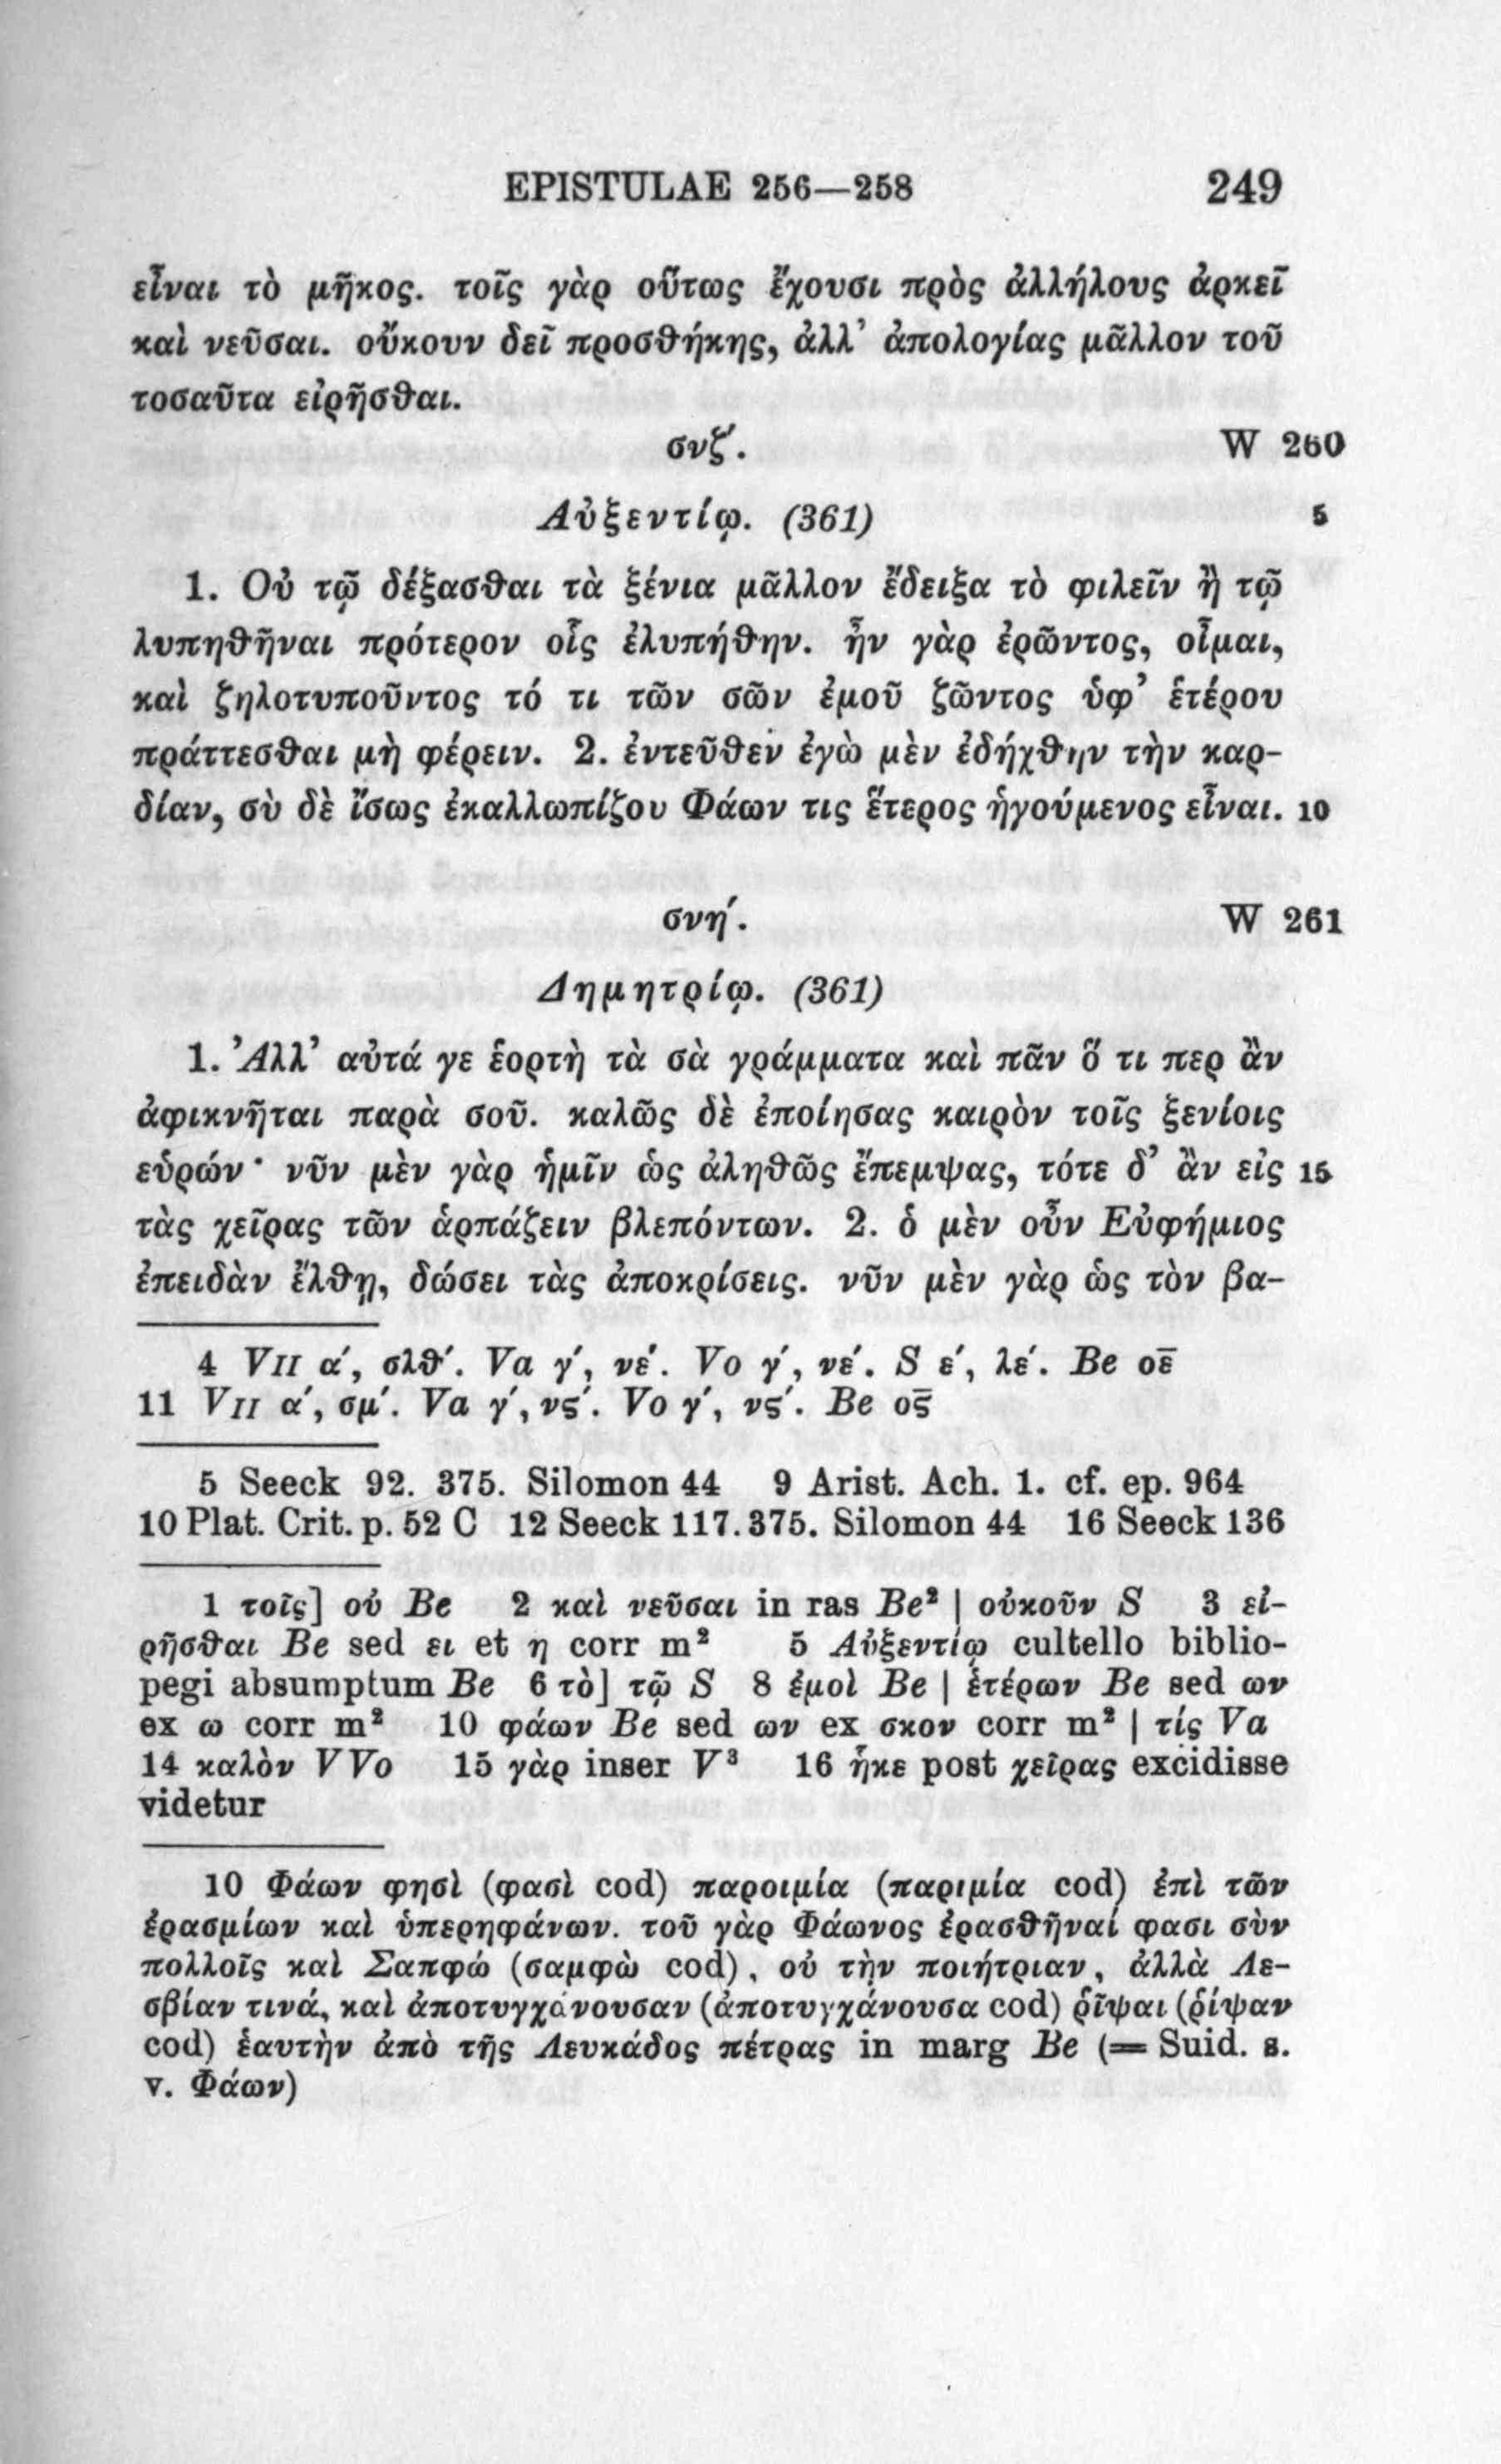 EPISTULAE 256—258 249
εἶναι τὸ μῆκος. τοῖς γὰρ οὕτως ἔχουσι πρὸς ἀλλήλους ἀρκεῖ
καὶ νεῦσαι. οὔκουν δεῖ προσθήκης, ἀλλ’ ἀπολογίας μᾶλλον τοῦ
τοσαῦτα εἰρῆσθαι.
συζ′. W 260
Αὐξεντίῳ. (361) 5
1. Οὐ τῷ δέξασθαι τὰ ξένια μᾶλλον ἔδειξα τὸ φιλεῖν ἢ τῷ
λυπηθῆναι πρότερον οἷς ἐλυπήθην. ἦν γὰρ ἐρῶντος, οἶμαι,
καὶ ζηλοτυποῦντος τό τι τῶν σῶν ἐμοῦ ζῶντος ὑφ’ ἑτέρου
πράττεσθαι μὴ φέρειν. 2. ἐντεῦθεν ἐγὼ μὲν ἐδήχθην τὴν καρ-
δίαν, σὺ δὲ ἴσως ἐκαλλωπίζου Φάων τις ἕτερος ἡγούμενος εἶναι. 10
συη′. W 261
Δημητρίῳ. (361)
1. Ἀλλ’ αὐτά γε ἑορτὴ τὰ σὰ γράμματα καὶ πᾶν ὅ τι περ ἂν
ἀφικνῆται παρὰ σοῦ. καλῶς δὲ ἐποίησας καιρὸν τοῖς ξενίοις
εὑρών· νῦν μὲν γὰρ ἡμῖν ὡς ἀληθῶς ἔπεμψας, τότε δ’ ἂν εἰς 15
τὰς χεῖρας τῶν ἁρπάζειν βλεπόντων. 2. ὁ μὲν οὖν Εὐφήμιος
ἐπειδὰν ἔλθῃ, δώσει τὰς ἀποκρίσεις. νῦν μὲν γὰρ ὡς τὸν βα-
4 VII α′, σλθ′. Va γ′, νε′. Vo γ′, νε′. S ε′, λε′. Be οε̅
11 VII α′, σμ′. Va γ′, νς′. Vo γ′, νς′. Be ος̅
5 Seeck 92. 375. Silomon 44 9 Arist. Ach. 1. cf. ep. 964
10 Plat. Crit. p. 52 C 12 Seeck 117. 375. Silomon 44 16 Seeck 136
1 τοῖς] οὐ Be 2 καὶ νεῦσαι in ras Be² | οὐκοῦν S 3 εἰ-
ρῆσθαι Be sed ει et η corr m² 5 Αὐξεντίῳ cultello biblio-
pegi absumptum Be 6 τὸ] τῷ S 8 ἐμοὶ Be | ἑτέρων Be sed ων
ex ω corr m² 10 φάων Be sed ων ex σκον corr m² | τίς Va
14 καλὸν V Vo 15 γὰρ inser V³ 16 ἧκε post χεῖρας excidisse
videtur
10 Φάων φησὶ (φασὶ cod) παροιμία (παριμία cod) ἐπὶ τῶν
ἐρασμίων καὶ ὑπερηφάνων. τοῦ γὰρ Φάωνος ἐρασθῆναί φασι σὺν
πολλοῖς καὶ Σαπφώ (σαμφὼ cod), οὐ τὴν ποιήτριαν, ἀλλὰ Λε-
σβίαν τινά, καὶ ἀποτυγχάνουσαν (ἀποτυγχάνουσα cod) ῥῖψαι (ῥίψαν
cod) ἑαυτὴν ἀπὸ τῆς Λευκάδος πέτρας in marg Be (= Suid. s.
v. Φάων)